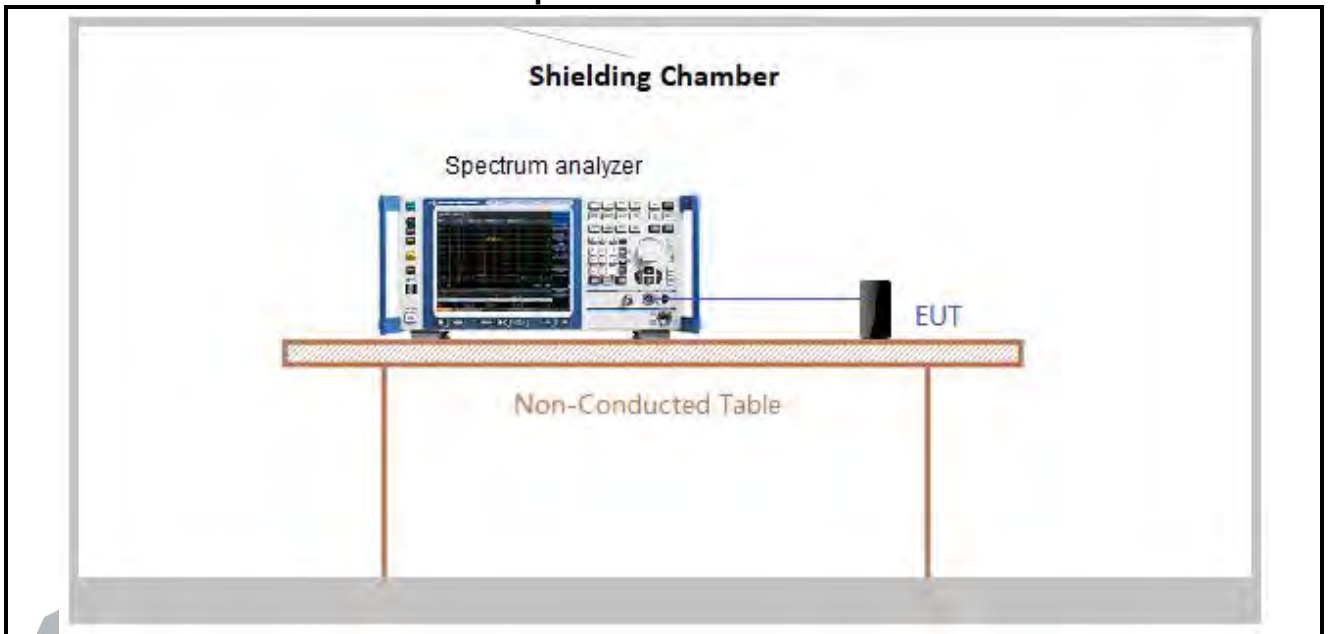 Shielding Chamber
Spectrum analyzer
EUT
Non-Conducted Table